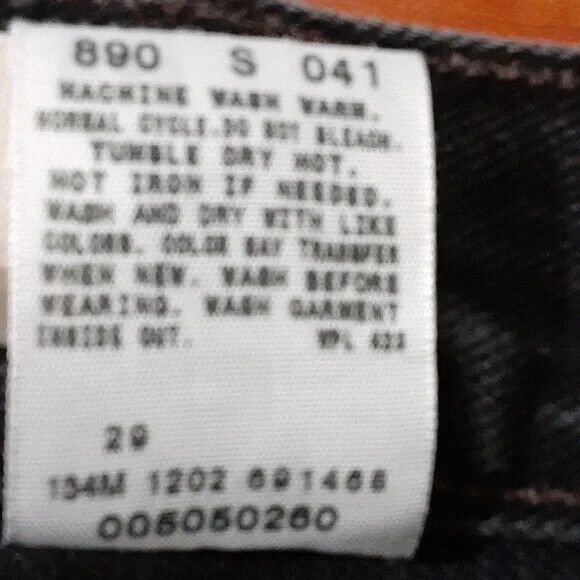 890 S 041
MACHINE WASH WARM.
NORMAL CYCLE.DO NOT BLEACH.
TUMBLE DRY HOT.
HOT IRON IF NEEDED.
WASH AND DRY WITH LIKE
COLORS. COLOR MAY TRANSFER
WHEN NEW. WASH BEFORE
WEARING. WASH GARMENT
INSIDE OUT. WPL 423
29
1202
005050260